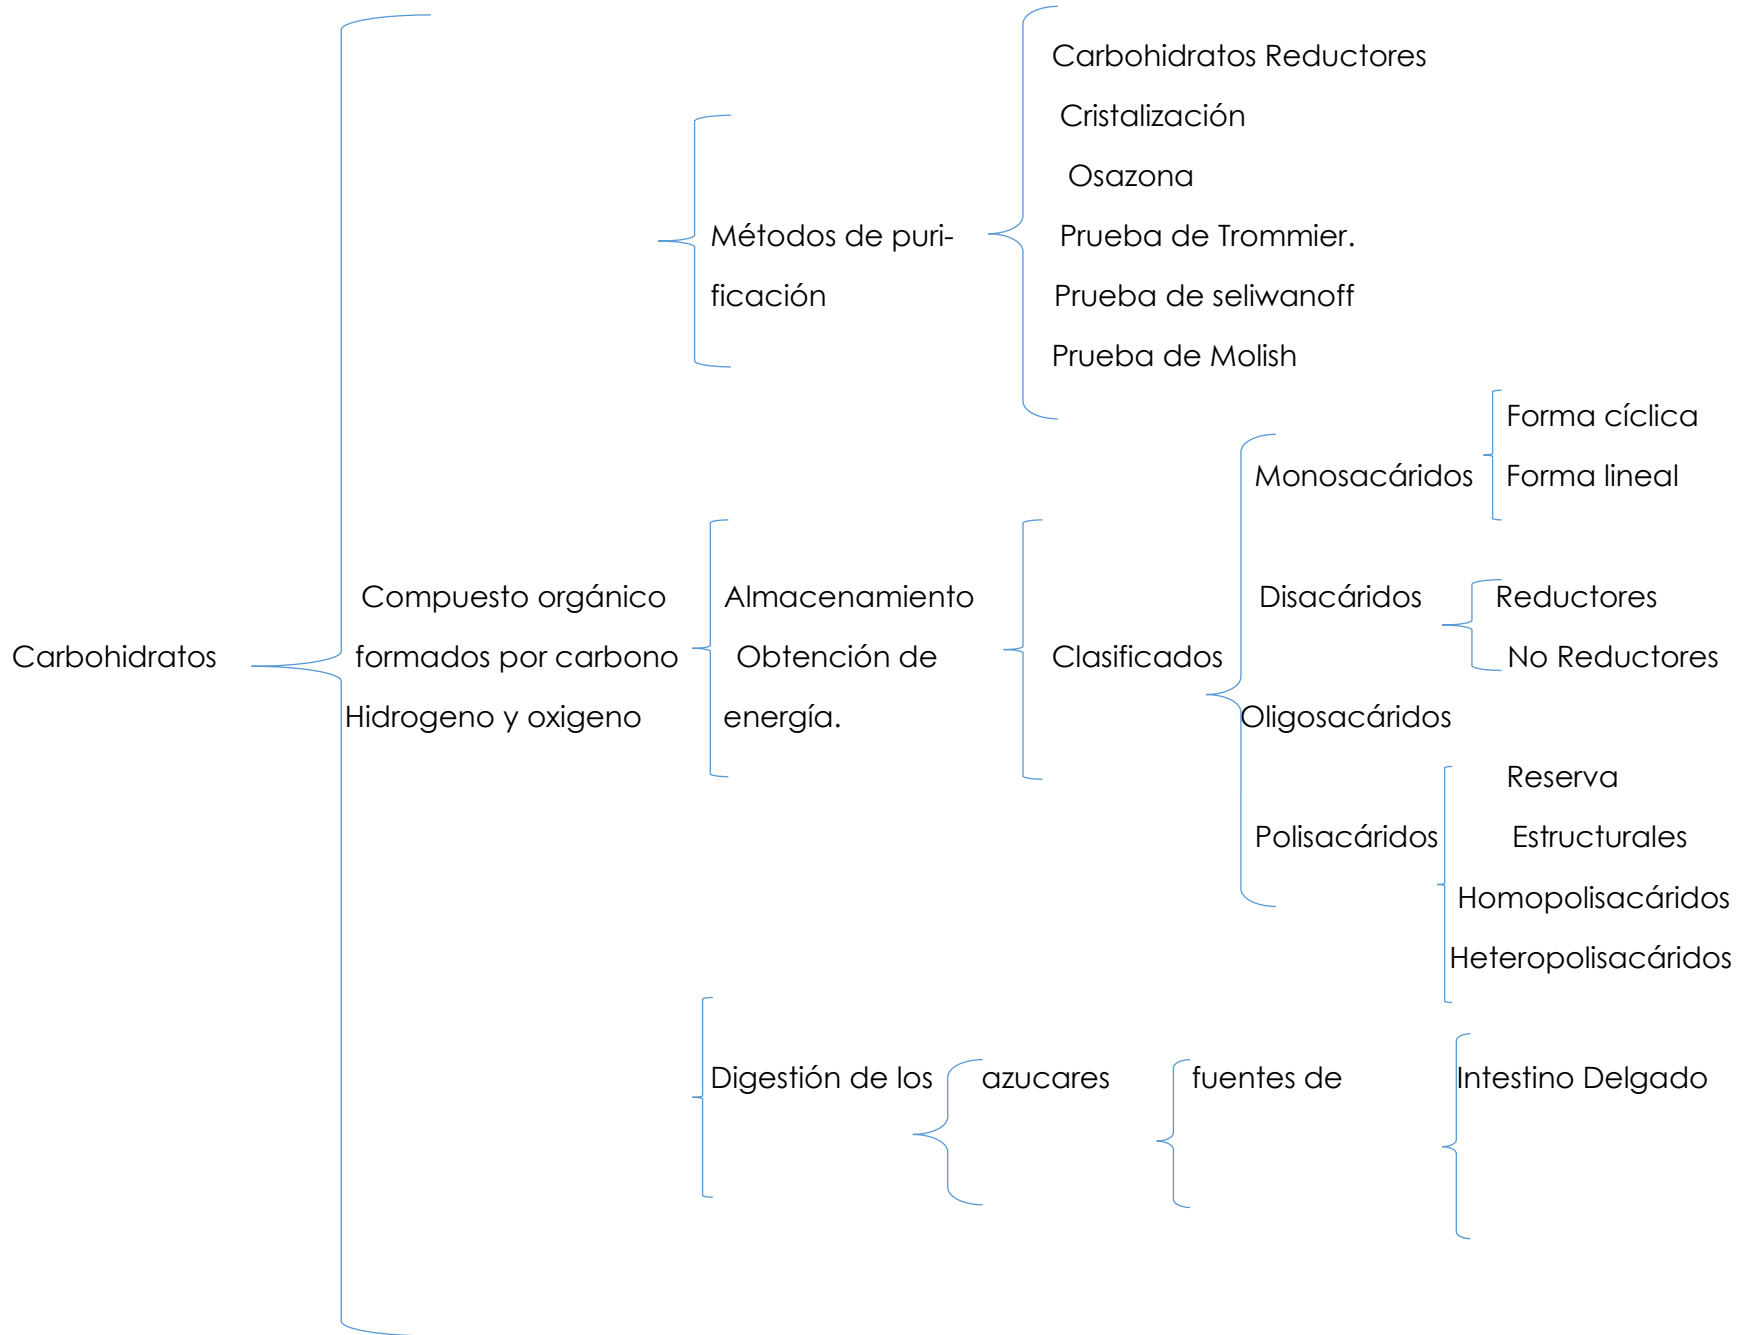 Carbohidratos Reductores
Cristalización
Osazona
Métodos de puri- Prueba de Trommier.
ficación Prueba de seliwanoff
Prueba de Molish
Forma cíclica
Monosacáridos Forma lineal
Compuesto orgánico Almacenamiento Disacáridos Reductores
Carbohidratos formados por carbono Obtención de Clasificados No Reductores
Hidrogeno y oxigeno energía. Oligosacáridos
Reserva
Polisacáridos Estructurales
Homopolisacáridos
Heteropolisacáridos
Digestión de los azucares fuentes de Intestino Delgado